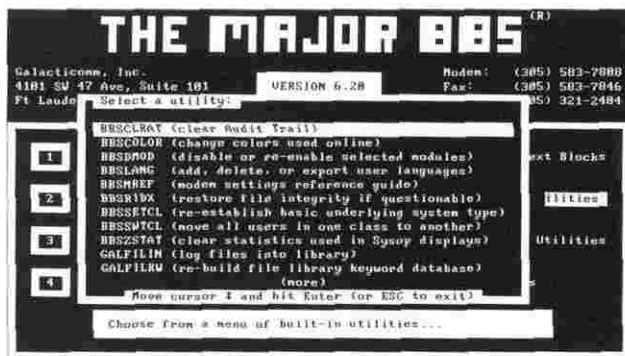 THE MAJOR BBS (R)
Galacticomm, Inc.
4101 SW 47 Ave, Suite 101
Ft Laude
VERSION 6.20
Modem: (305) 583-7808
Fax: (305) 583-7846
05) 321-2404
Select a utility:
BBSCLRAT (clear Audit Trail)
BBSCOLOR (change colors used online)
BBSDMOD (disable or re-enable selected modules)
BBSLANG (add, delete, or export user languages)
BBSMREF (modem settings reference guide)
BBSRIDX (restore file integrity if questionable)
BBSSETCL (re-establish basic underlying system type)
BBSSWTCL (move all users in one class to another)
BBSZSTAT (clear statistics used in Sysop displays)
GALFILIN (log files into library)
GALFILKW (re-build file library keyword database)
(more)
Move cursor ↕ and hit Enter (or ESC to exit)
1
ext Blocks
2
ilities
3
Utilities
4
s
Choose from a menu of built-in utilities...